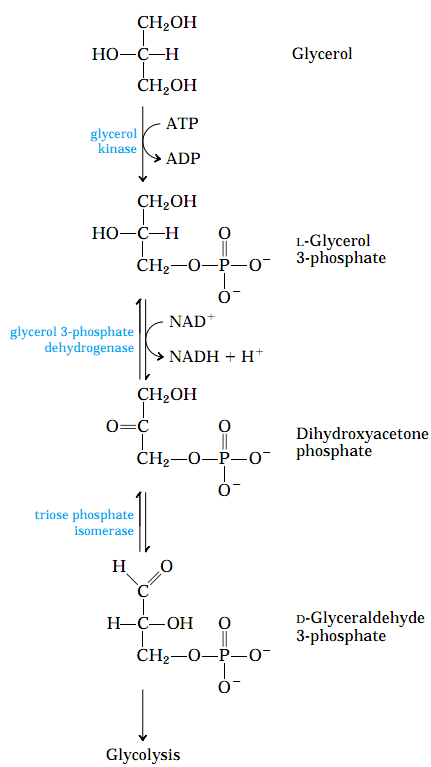 CH₂OH
HO—C—H
CH₂OH
Glycerol
glycerol
kinase
ATP
ADP
CH₂OH
HO—C—H
O
CH₂—O—P—O⁻
O⁻
L-Glycerol
3-phosphate
glycerol 3-phosphate
dehydrogenase
NAD⁺
NADH + H⁺
CH₂OH
O=C
O
CH₂—O—P—O⁻
O⁻
Dihydroxyacetone
phosphate
triose phosphate
isomerase
H O
C
H—C—OH O
CH₂—O—P—O⁻
O⁻
D-Glyceraldehyde
3-phosphate
Glycolysis